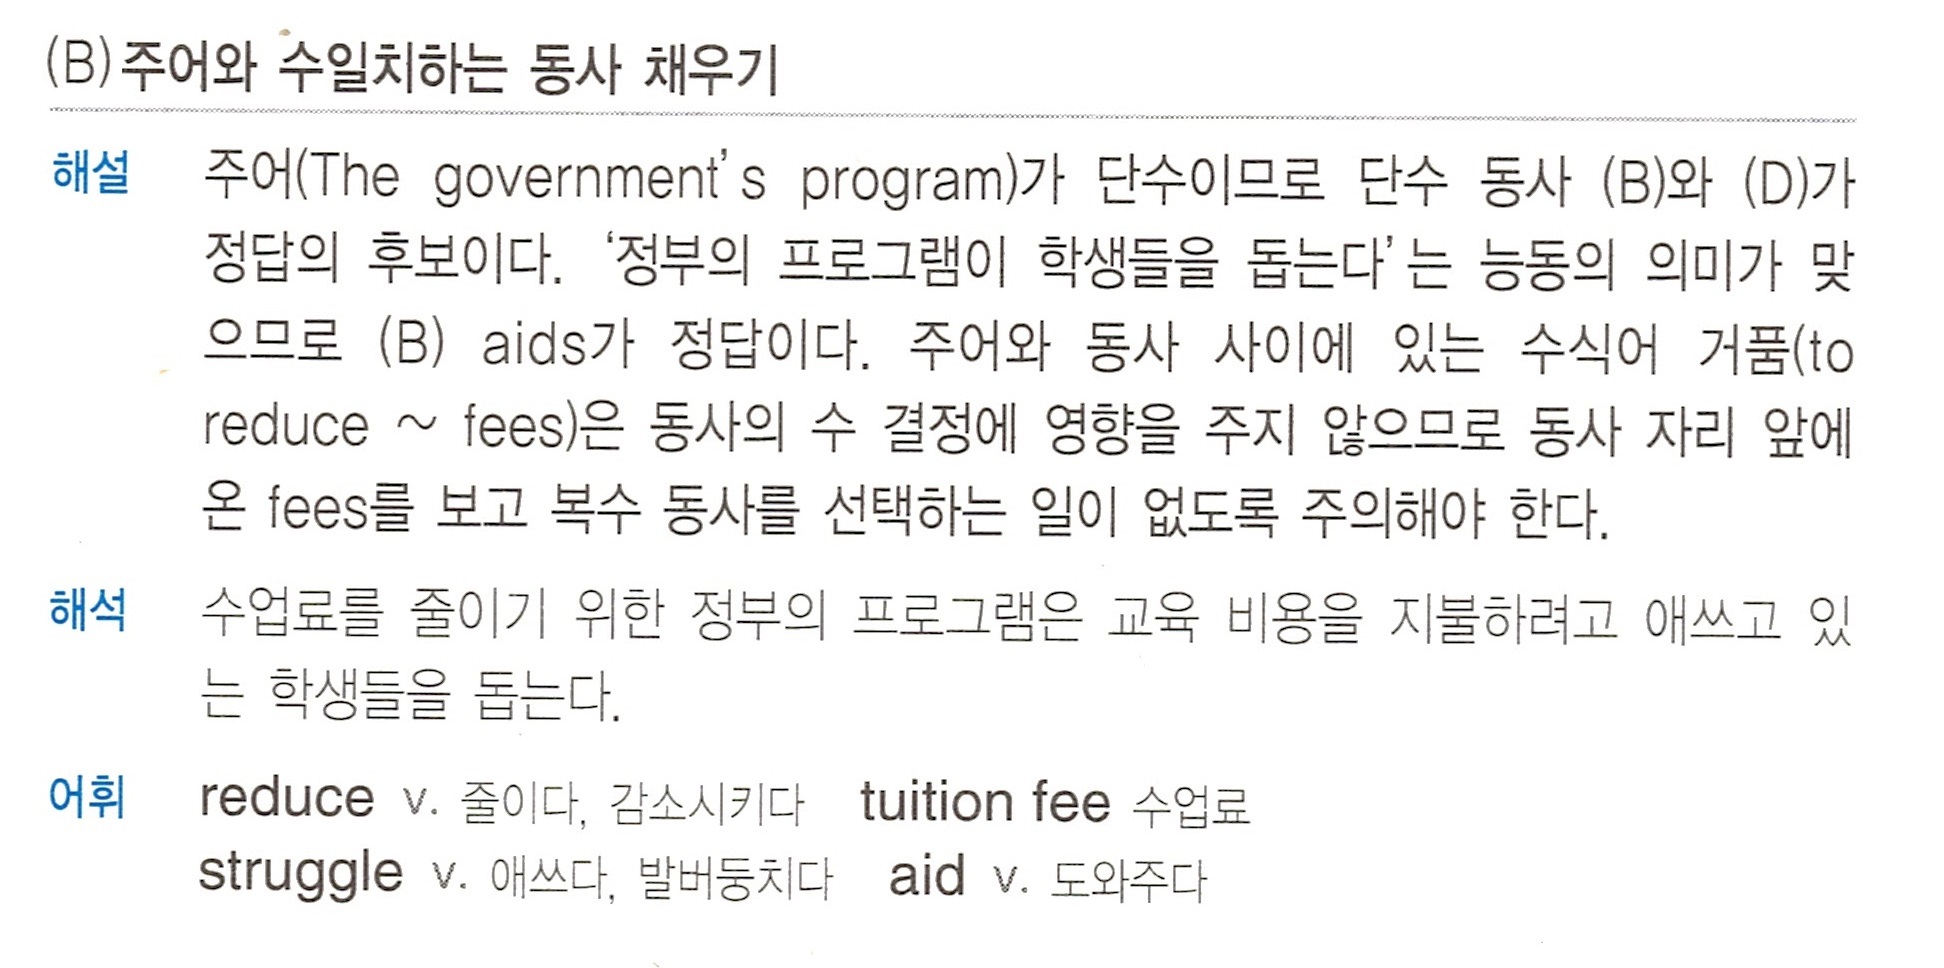 (B) 주어와 수일치하는 동사 채우기
해설 주어(The government's program)가 단수이므로 단수 동사 (B)와 (D)가
정답의 후보이다. '정부의 프로그램이 학생들을 돕는다'는 능동의 의미가 맞
으므로 (B) aids가 정답이다. 주어와 동사 사이에 있는 수식어 거품(to
reduce ~ fees)은 동사의 수 결정에 영향을 주지 않으므로 동사 자리 앞에
온 fees를 보고 복수 동사를 선택하는 일이 없도록 주의해야 한다.
해석 수업료를 줄이기 위한 정부의 프로그램은 교육 비용을 지불하려고 애쓰고 있
는 학생들을 돕는다.
어휘 reduce v. 줄이다, 감소시키다 tuition fee 수업료
struggle v. 애쓰다, 발버둥치다 aid v. 도와주다